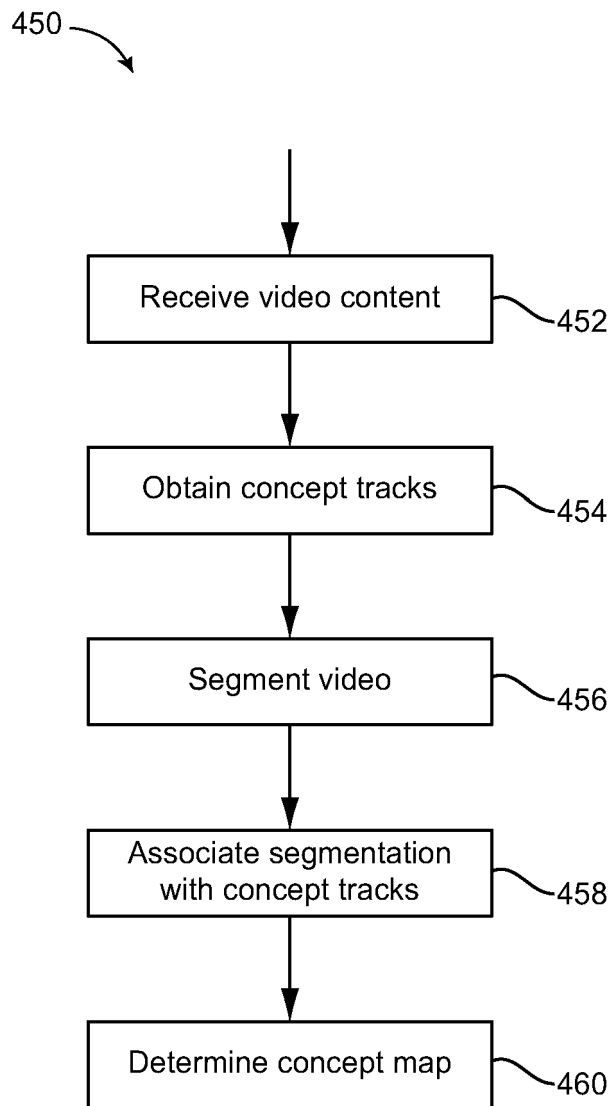 450
Receive video content
452
Obtain concept tracks
454
Segment video
456
Associate segmentation
with concept tracks
458
Determine concept map
460